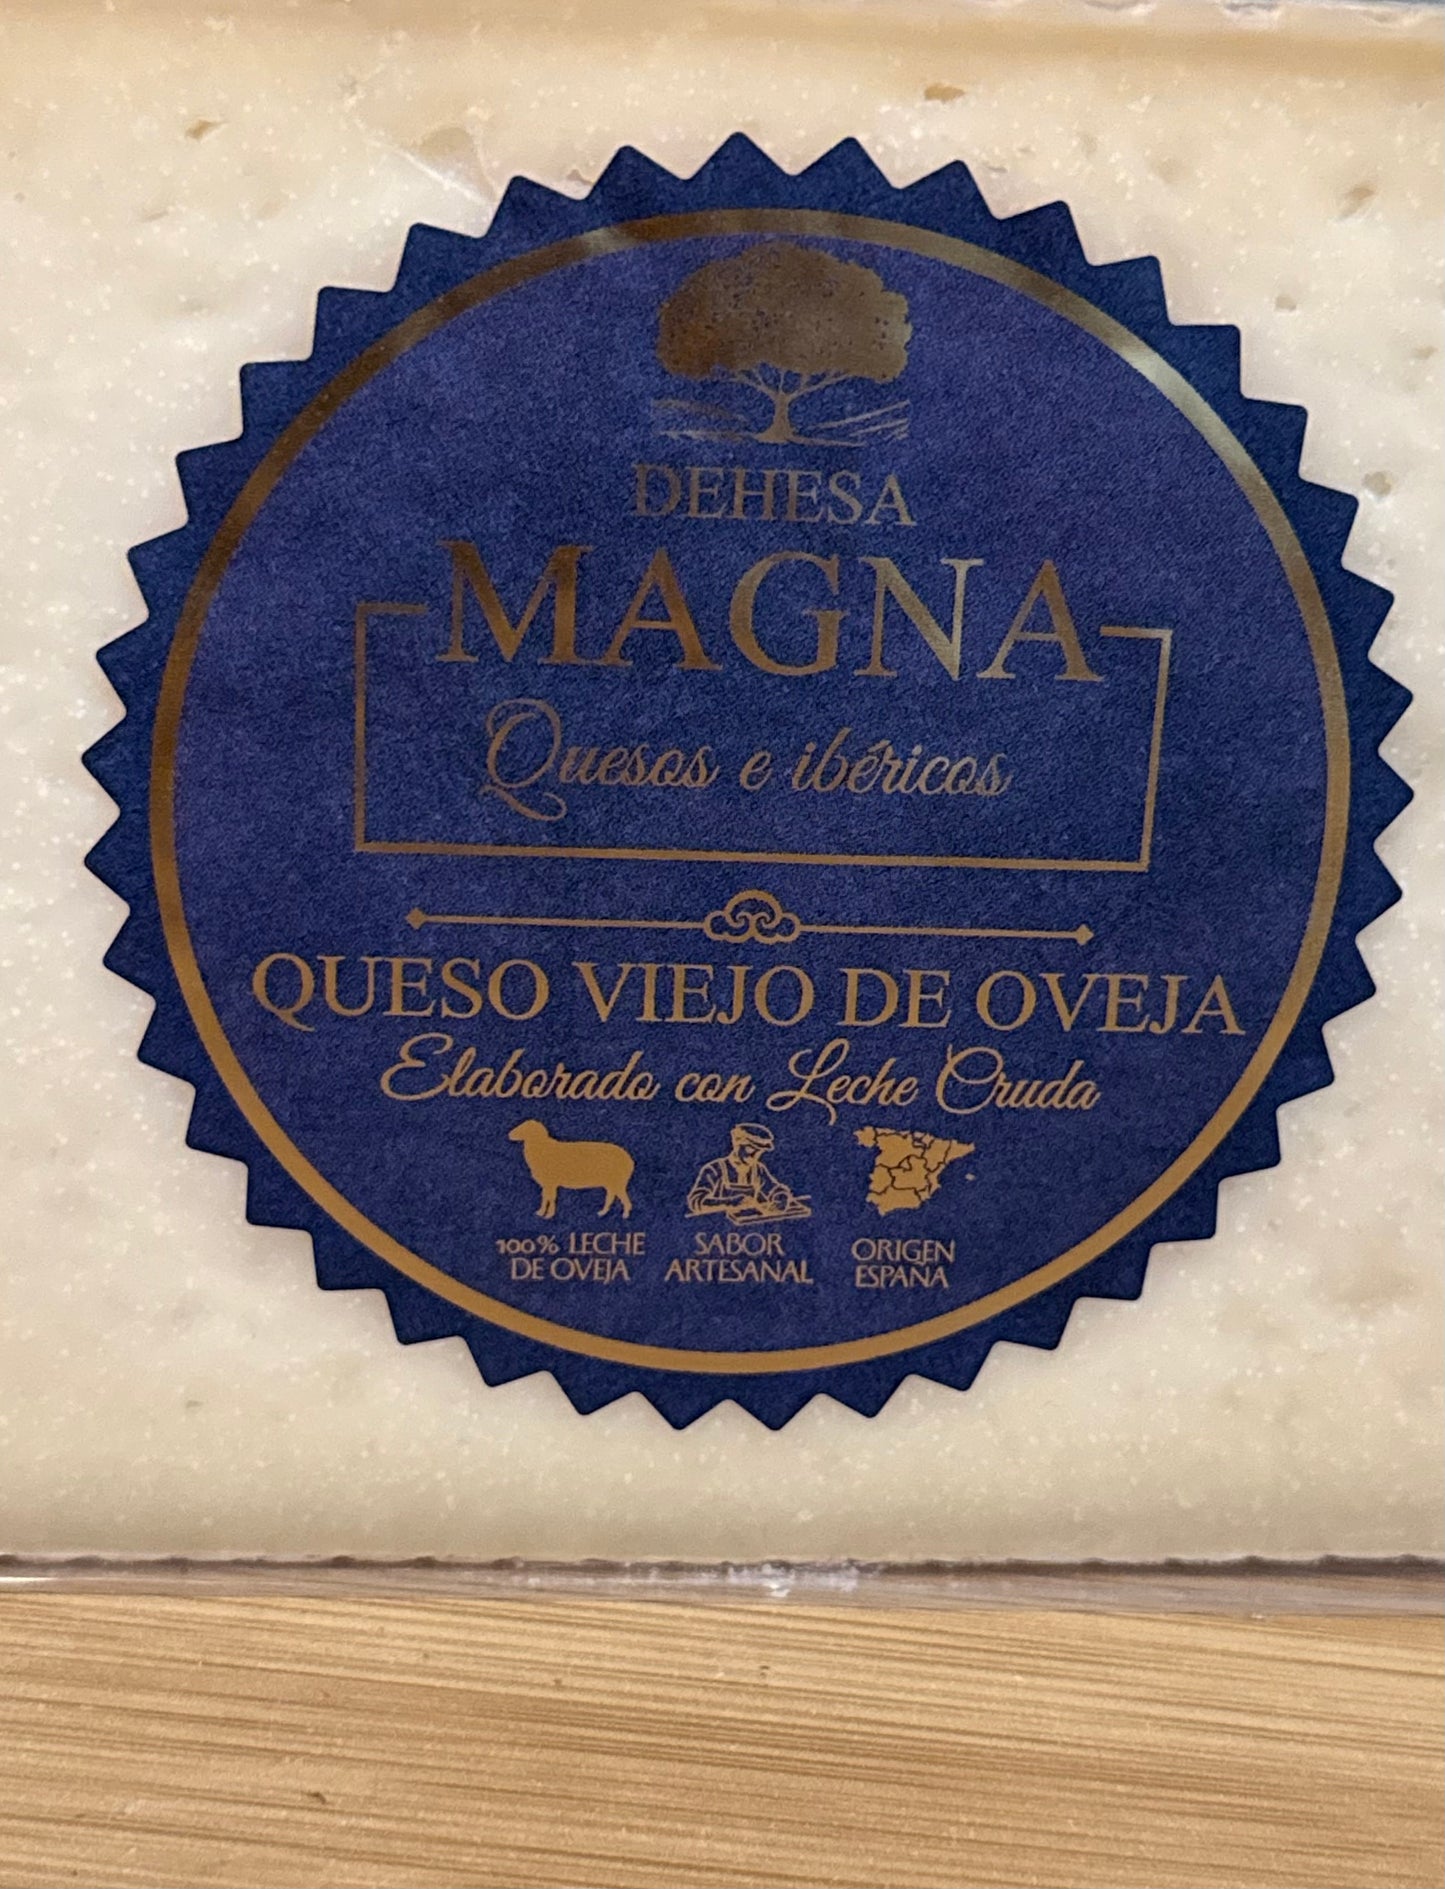 DEHESA
MAGNA
Quesos e ibéricos
QUESO VIEJO DE OVEJA
Elaborado con Leche Cruda
100% LECHE
DE OVEJA
SABOR
ARTESANAL
ORIGEN
ESPAÑA